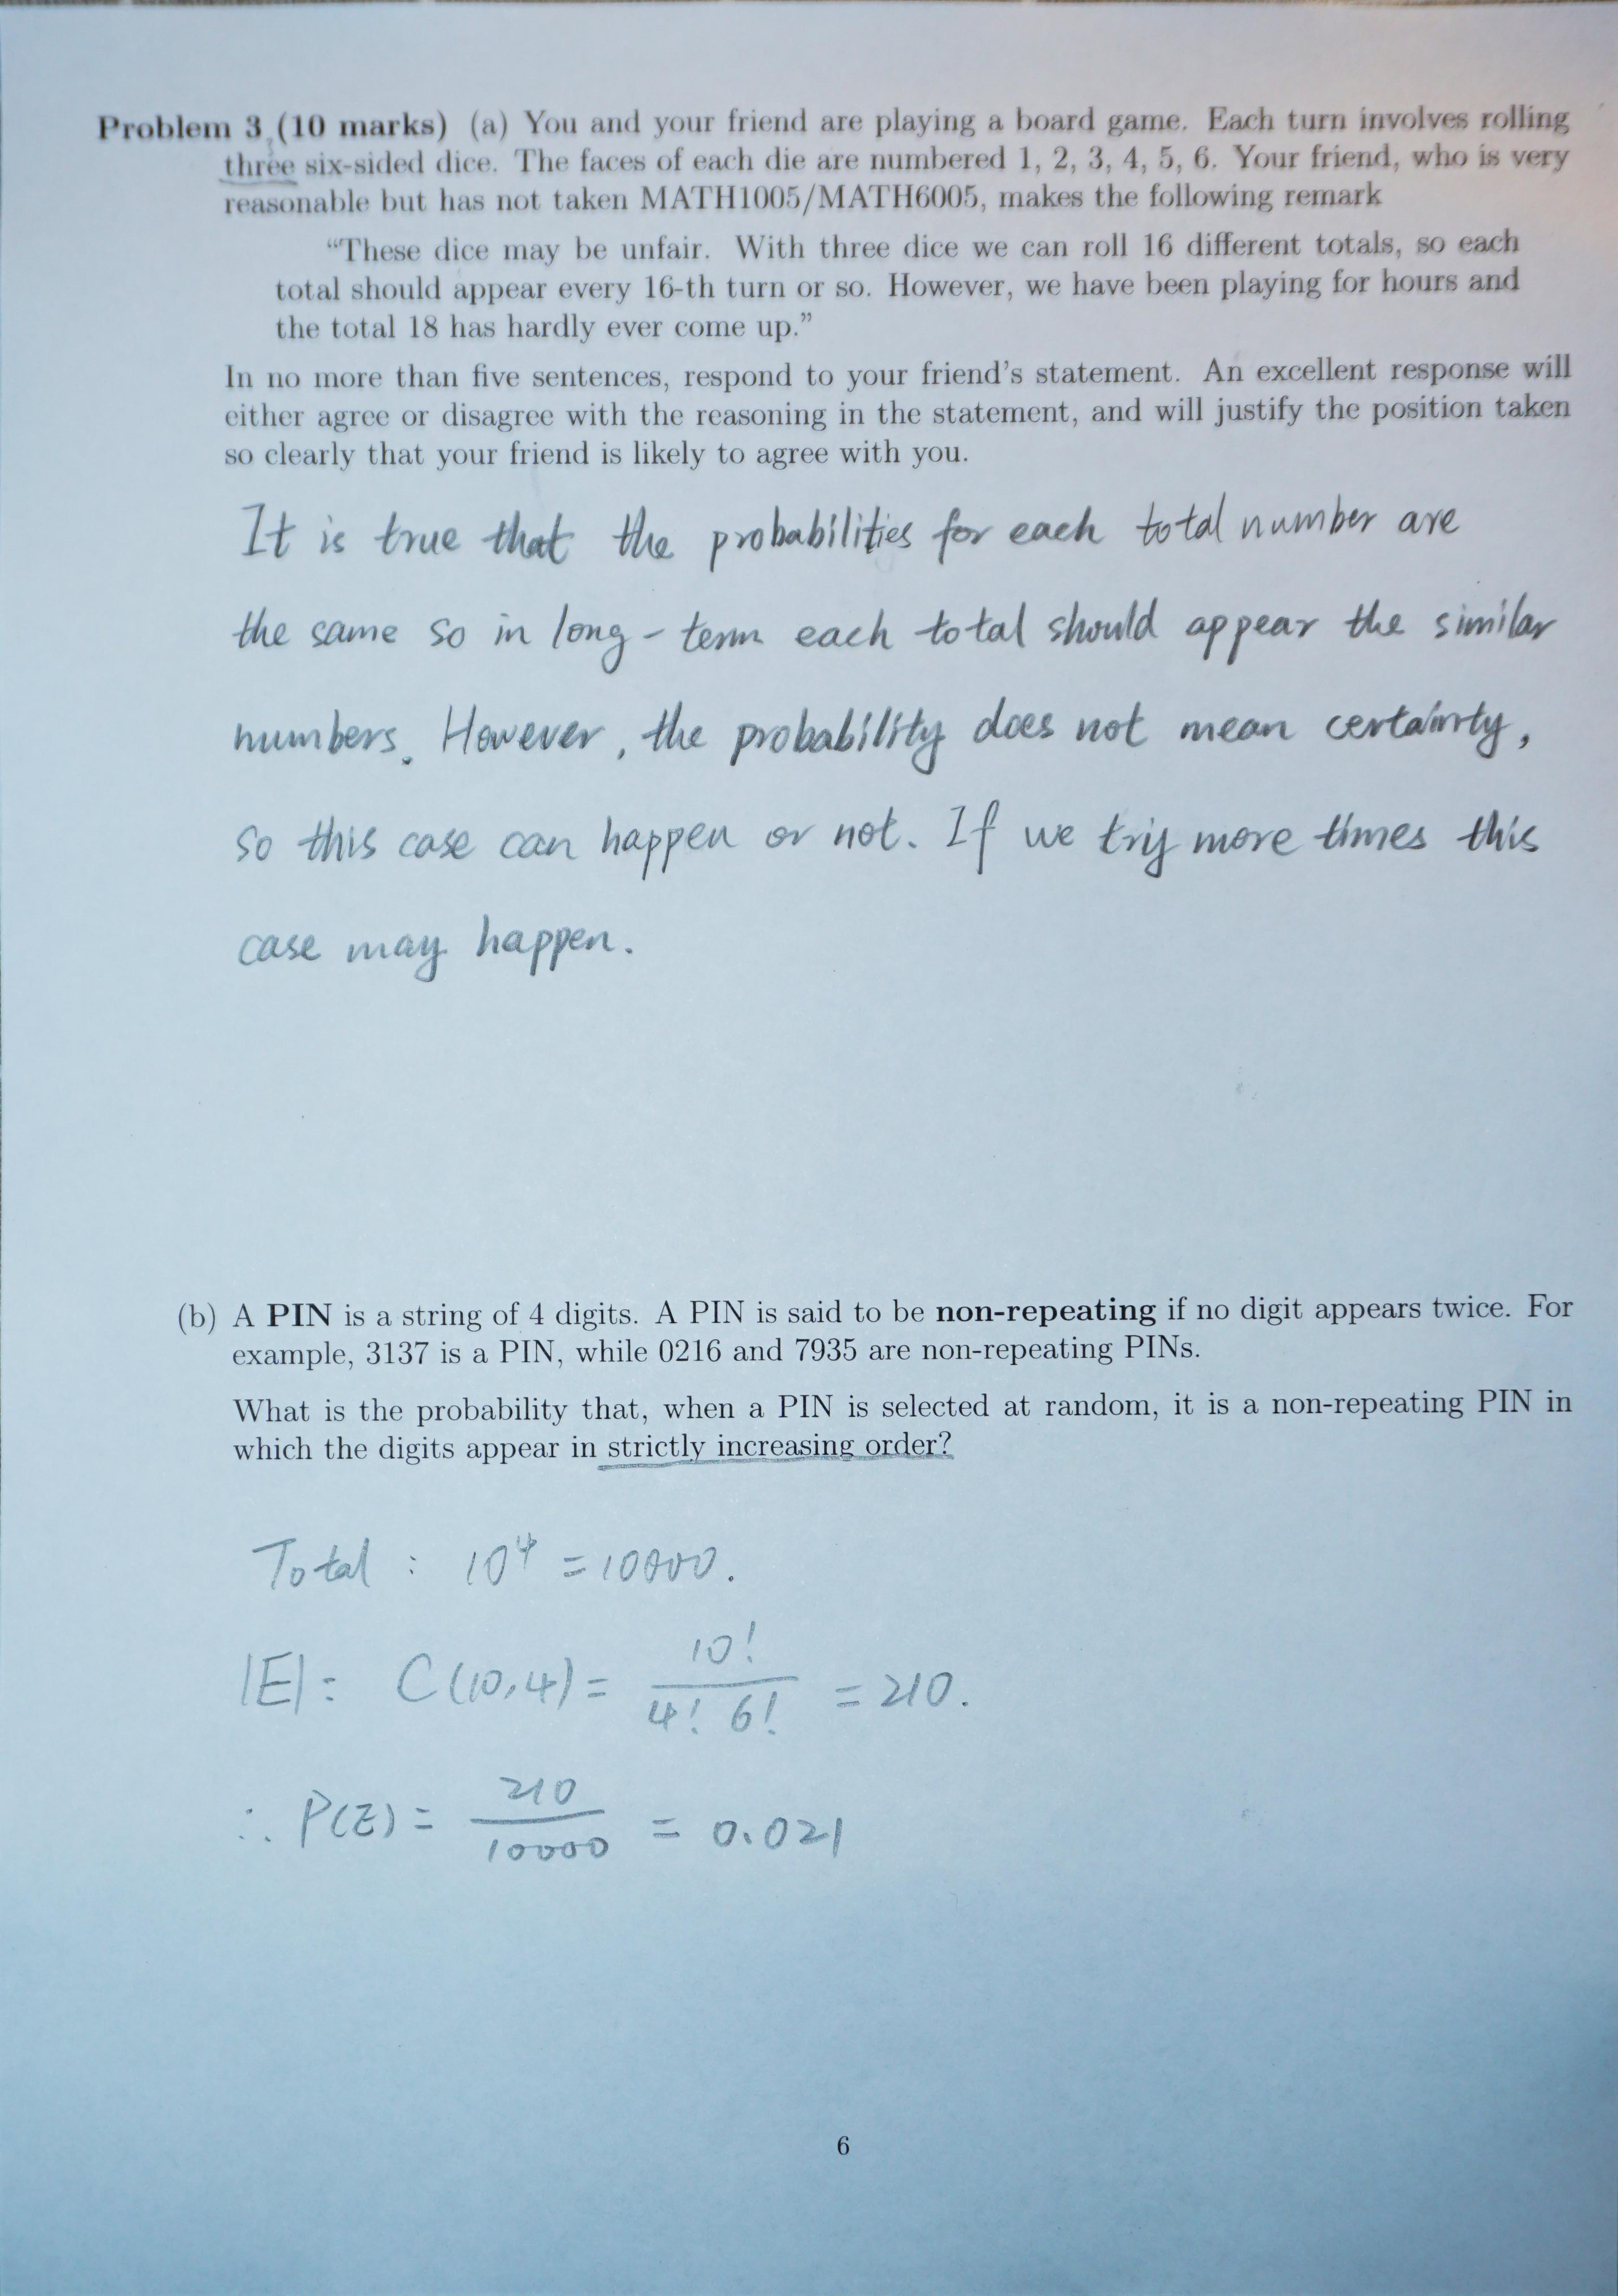 Problem 3 (10 marks) (a) You and your friend are playing a board game. Each turn involves rolling
three six-sided dice. The faces of each die are numbered 1, 2, 3, 4, 5, 6. Your friend, who is very
reasonable but has not taken MATH1005/MATH6005, makes the following remark
“These dice may be unfair. With three dice we can roll 16 different totals, so each
total should appear every 16-th turn or so. However, we have been playing for hours and
the total 18 has hardly ever come up.”
In no more than five sentences, respond to your friend’s statement. An excellent response will
either agree or disagree with the reasoning in the statement, and will justify the position taken
so clearly that your friend is likely to agree with you.
It is true that the probabilities for each total number are
the same so in long-term each total should appear the similar
numbers. However, the probability does not mean certainty,
so this case can happen or not. If we try more times this
case may happen.
(b) A PIN is a string of 4 digits. A PIN is said to be non-repeating if no digit appears twice. For
example, 3137 is a PIN, while 0216 and 7935 are non-repeating PINs.
What is the probability that, when a PIN is selected at random, it is a non-repeating PIN in
which the digits appear in strictly increasing order?
Total : 10⁴ = 10000.
|E| = C(10,4) = 10! / 4! 6! = 210.
∴ P(E) = 210 / 10000 = 0.021
6